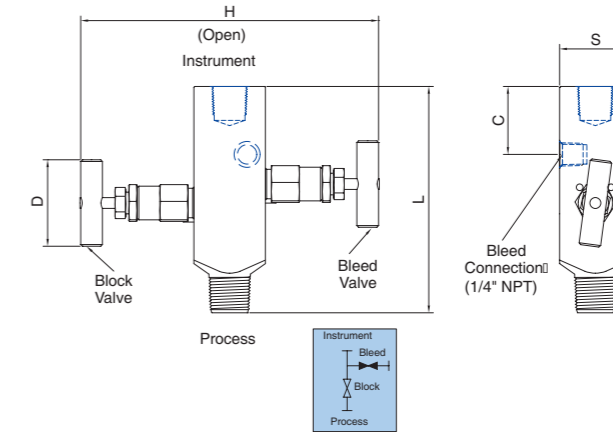 H
(Open)
Instrument
S
C
D
L
Block
Valve
Bleed
Valve
Bleed
Connection
(1/4" NPT)
Process
Instrument
Bleed
Block
Process